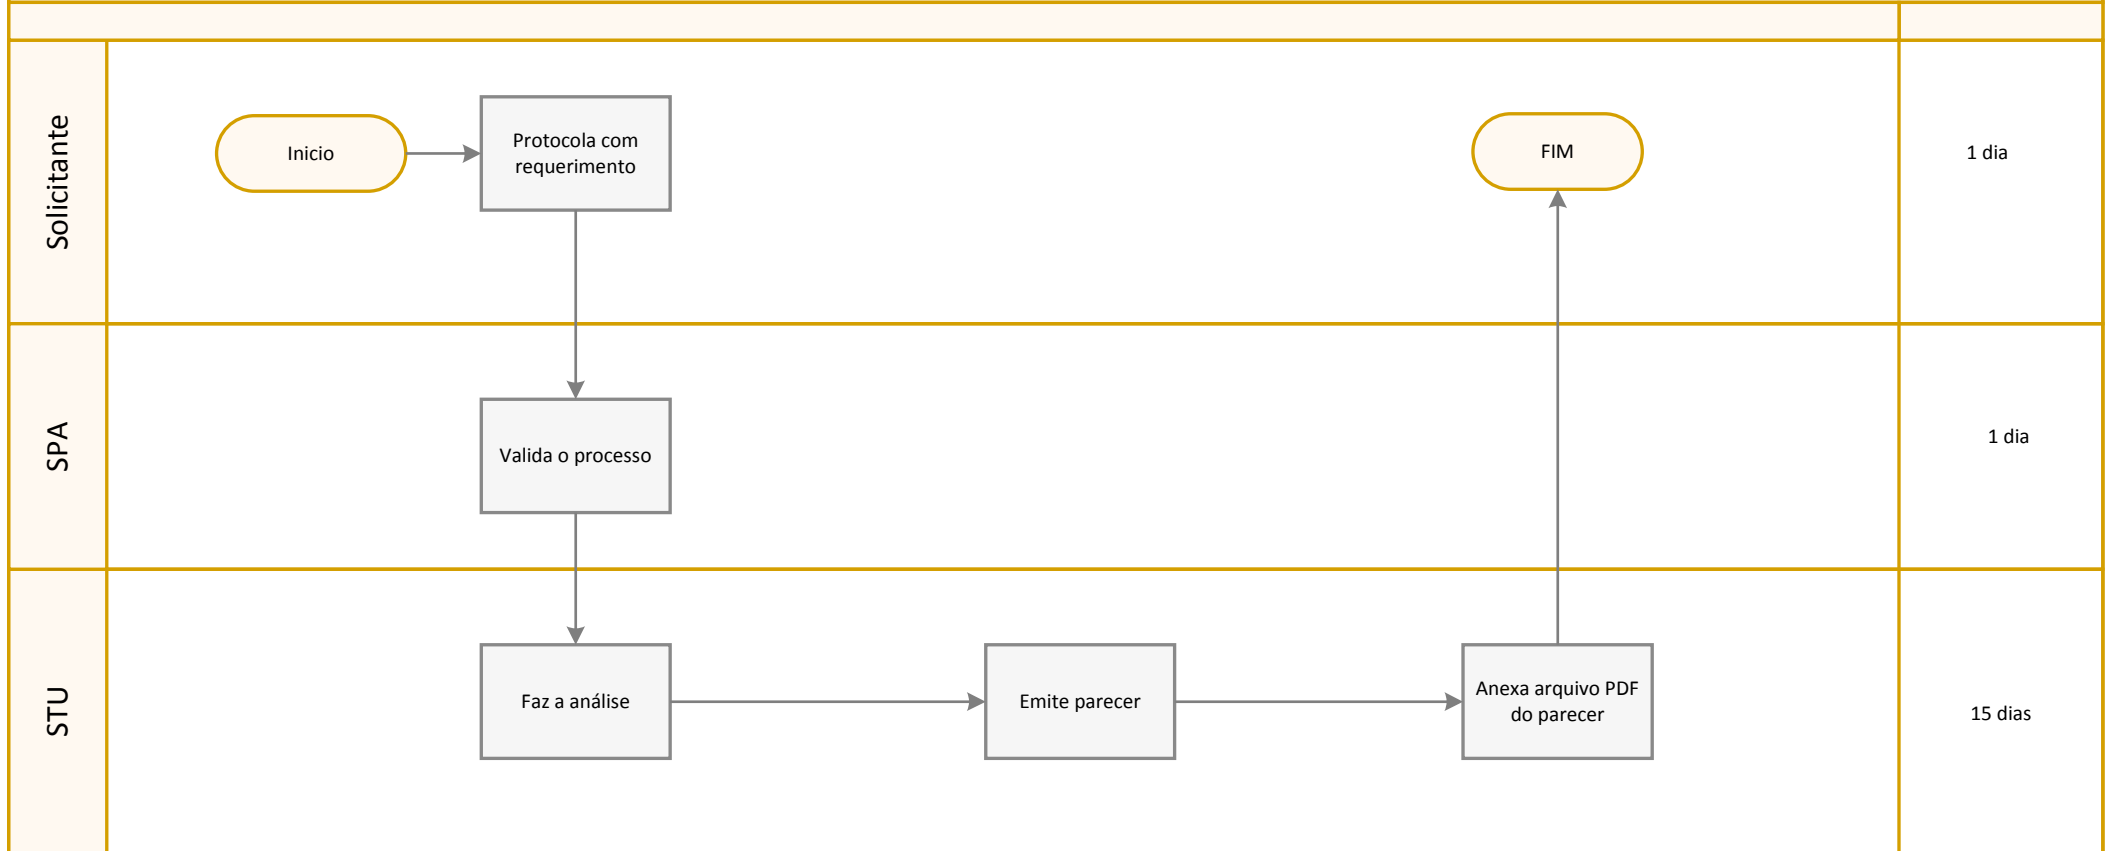 Solicitante
Inicio
Protocola com
requerimento
FIM
1 dia
SPA
Valida o processo
1 dia
STU
Faz a análise
Emite parecer
Anexa arquivo PDF
do parecer
15 dias